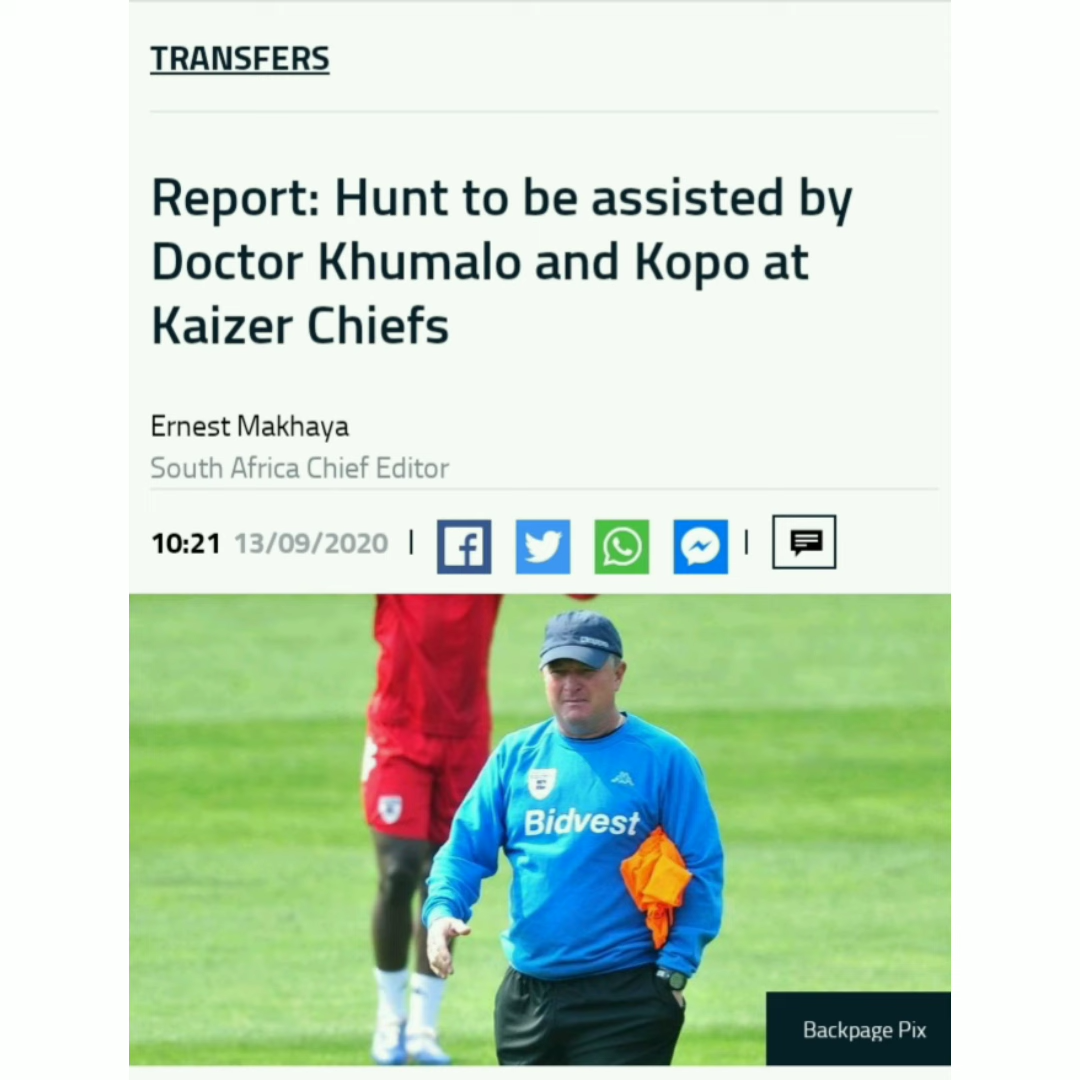 TRANSFERS
Report: Hunt to be assisted by
Doctor Khumalo and Kopo at
Kaizer Chiefs
Ernest Makhaya
South Africa Chief Editor
10:21 13/09/2020
Bidvest
Backpage Pix